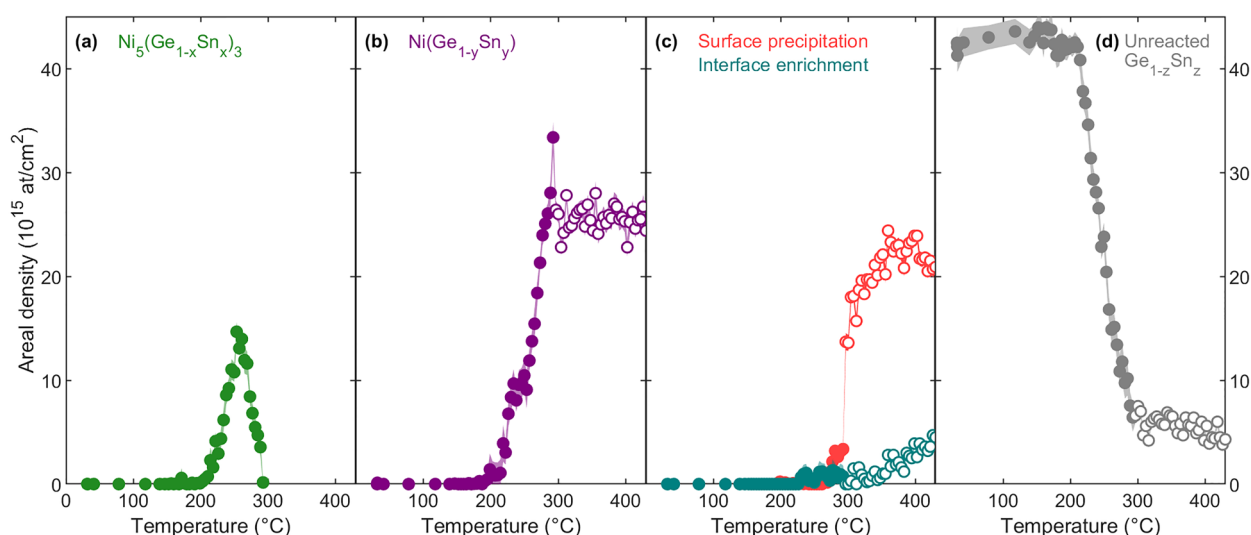 (a) Ni5(Ge1-xSnx)3
(b) Ni(Ge1-ySny)
(c) Surface precipitation
Interface enrichment
(d) Unreacted
Ge1-zSnz
Areal density (10^15 at/cm^2)
40
30
20
10
0
40
30
20
10
0
0 100 200 300 400
100 200 300 400
100 200 300 400
100 200 300 400
Temperature (°C)
Temperature (°C)
Temperature (°C)
Temperature (°C)